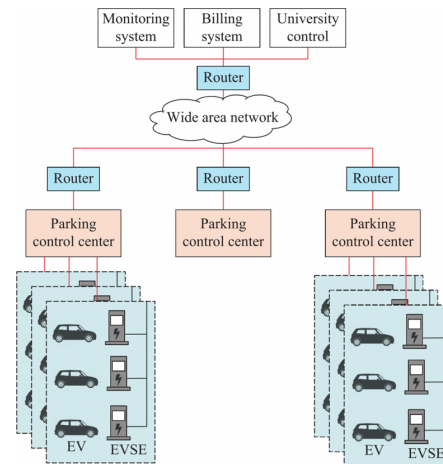 Monitoring
system
Billing
system
University
control
Router
Wide area network
Router
Router
Router
Parking
control center
Parking
control center
Parking
control center
EV
EVSE
EV
EVSE